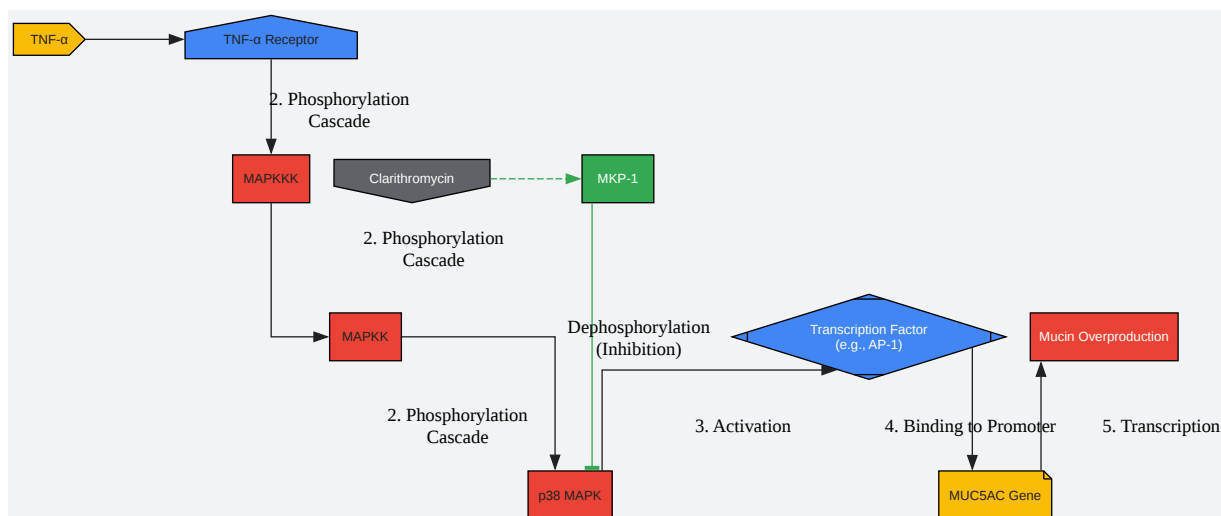 TNF-α
TNF-α Receptor
2. Phosphorylation
Cascade
MAPKKK
Clarithromycin
MKP-1
2. Phosphorylation
Cascade
MAPKK
Dephosphorylation
(Inhibition)
Transcription Factor
(e.g., AP-1)
Mucin Overproduction
2. Phosphorylation
Cascade
3. Activation
4. Binding to Promoter
5. Transcription
p38 MAPK
MUC5AC Gene